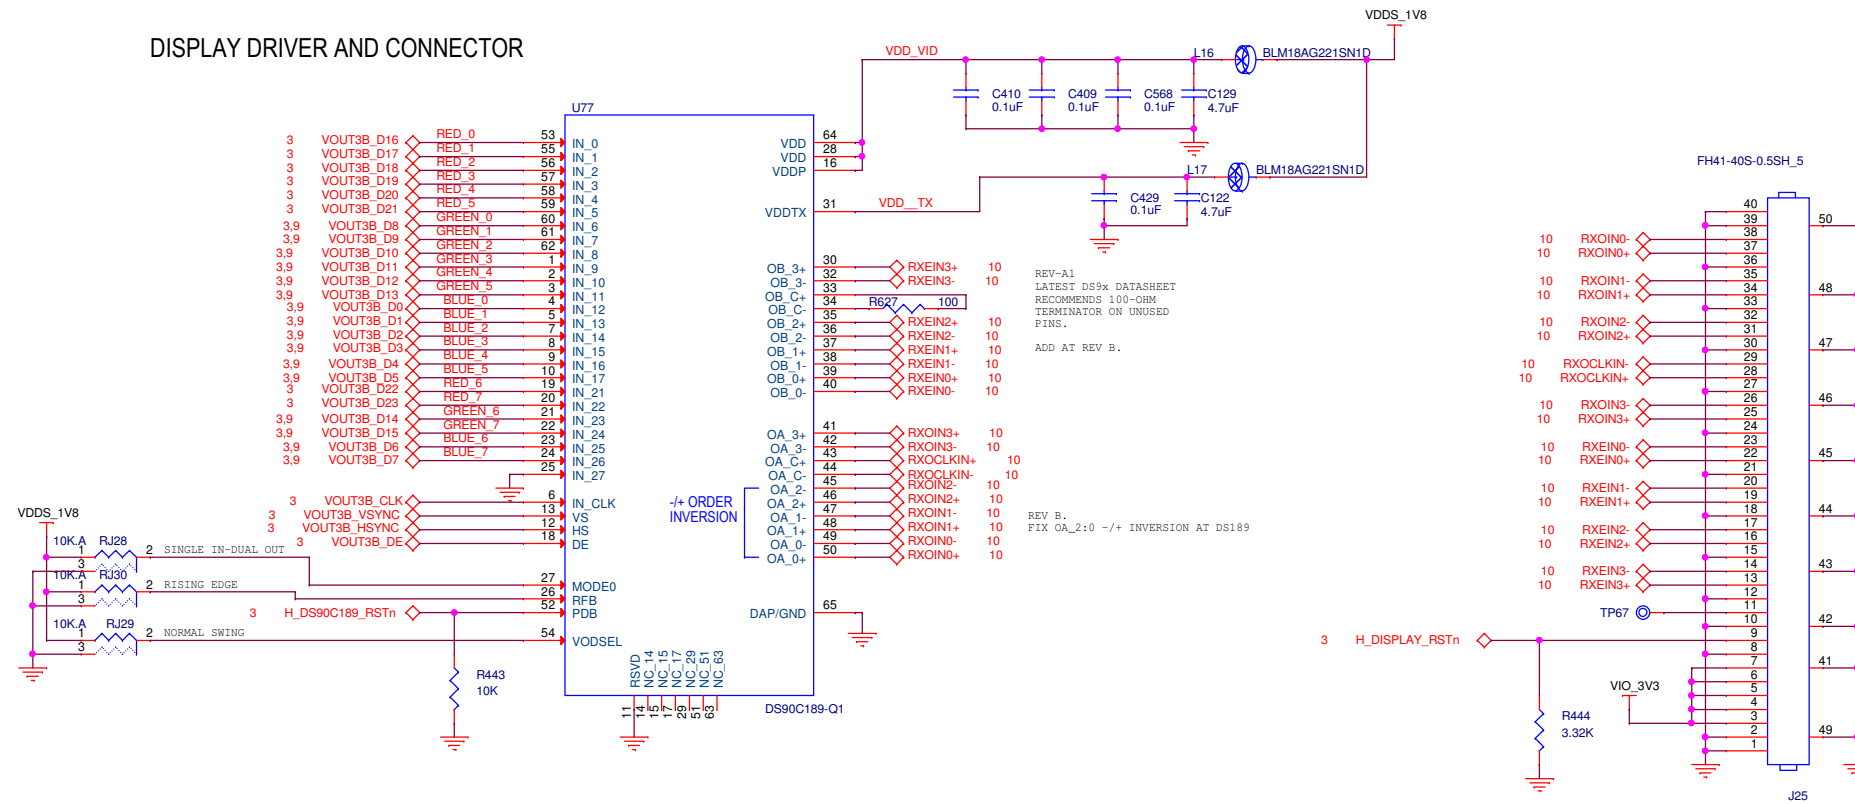 DISPLAY DRIVER AND CONNECTOR
VDDS_1V8
VDD_VID
L16
BLM18AG221SN1D
C410
0.1uF
C409
0.1uF
C568
0.1uF
C129
4.7uF
L17
BLM18AG221SN1D
VDD__TX
C429
0.1uF
C122
4.7uF
U77
3 VOUT3B_D16 RED_0 53 IN_0
3 VOUT3B_D17 RED_1 55 IN_1
3 VOUT3B_D18 RED_2 56 IN_2
3 VOUT3B_D19 RED_3 57 IN_3
3 VOUT3B_D20 RED_4 58 IN_4
3 VOUT3B_D21 RED_5 59 IN_5
3,9 VOUT3B_D8 GREEN_0 60 IN_6
3,9 VOUT3B_D9 GREEN_1 61 IN_7
3,9 VOUT3B_D10 GREEN_2 62 IN_8
3,9 VOUT3B_D11 GREEN_3 1 IN_9
3,9 VOUT3B_D12 GREEN_4 2 IN_10
3,9 VOUT3B_D13 GREEN_5 3 IN_11
3,9 VOUT3B_D0 BLUE_0 4 IN_12
3,9 VOUT3B_D1 BLUE_1 5 IN_13
3,9 VOUT3B_D2 BLUE_2 7 IN_14
3,9 VOUT3B_D3 BLUE_3 8 IN_15
3,9 VOUT3B_D4 BLUE_4 9 IN_16
3,9 VOUT3B_D5 BLUE_5 10 IN_17
3 VOUT3B_D22 RED_6 19 IN_21
3 VOUT3B_D23 RED_7 20 IN_22
3,9 VOUT3B_D14 GREEN_6 21 IN_23
3,9 VOUT3B_D15 GREEN_7 22 IN_24
3,9 VOUT3B_D6 BLUE_6 23 IN_25
3,9 VOUT3B_D7 BLUE_7 24 IN_26
25 IN_27
3 VOUT3B_CLK 6 IN_CLK
3 VOUT3B_VSYNC 13 VS
3 VOUT3B_HSYNC 12 HS
3 VOUT3B_DE 18 DE
VDDS_1V8
10K.A RJ28
1 2 SINGLE IN-DUAL OUT 27 MODE0
3
10K.A RJ30
1 2 RISING EDGE 26 RFB
3
3 H_DS90C189_RSTn 52 PDB
10K.A RJ29
1 2 NORMAL SWING 54 VODSEL
3
R443
10K
VDD 64
VDD 28
VDDP 16
VDDTX 31
OB_3+ 30 RXEIN3+ 10
OB_3- 32 RXEIN3- 10
OB_C+ 33
OB_C- 34 R627 100
OB_2+ 35 RXEIN2+ 10
OB_2- 36 RXEIN2- 10
OB_1+ 37 RXEIN1+ 10
OB_1- 38 RXEIN1- 10
OB_0+ 39 RXEIN0+ 10
OB_0- 40 RXEIN0- 10
OA_3+ 41 RXOIN3+ 10
OA_3- 42 RXOIN3- 10
OA_C+ 43 RXOCLKIN+ 10
OA_C- 44 RXOCLKIN- 10
OA_2- 45 RXOIN2- 10
OA_2+ 46 RXOIN2+ 10
OA_1- 47 RXOIN1- 10
OA_1+ 48 RXOIN1+ 10
OA_0- 49 RXOIN0- 10
OA_0+ 50 RXOIN0+ 10
-/+ ORDER
INVERSION
DAP/GND 65
RSVD 11
NC_14 14
NC_15 15
NC_17 17
NC_29 29
NC_51 51
NC_63 63
DS90C189-Q1
REV-A1
LATEST DS9x DATASHEET
RECOMMENDS 100-OHM
TERMINATOR ON UNUSED
PINS.
ADD AT REV B.
REV B.
FIX OA_2:0 -/+ INVERSION AT DS189
FH41-40S-0.5SH_5
40
39 50
10 RXOIN0- 38
10 RXOIN0+ 37
36
10 RXOIN1- 35
10 RXOIN1+ 34 48
33
10 RXOIN2- 32
10 RXOIN2+ 31
30 47
10 RXOCLKIN- 29
10 RXOCLKIN+ 28
27
10 RXOIN3- 26 46
10 RXOIN3+ 25
24
10 RXEIN0- 23
10 RXEIN0+ 22 45
21
10 RXEIN1- 20
10 RXEIN1+ 19
18 44
10 RXEIN2- 17
10 RXEIN2+ 16
15
10 RXEIN3- 14 43
10 RXEIN3+ 13
12
TP67 11
10 42
3 H_DISPLAY_RSTn 9
8
7 41
6
VIO_3V3 5
4
3
2 49
1
R444
3.32K
J25